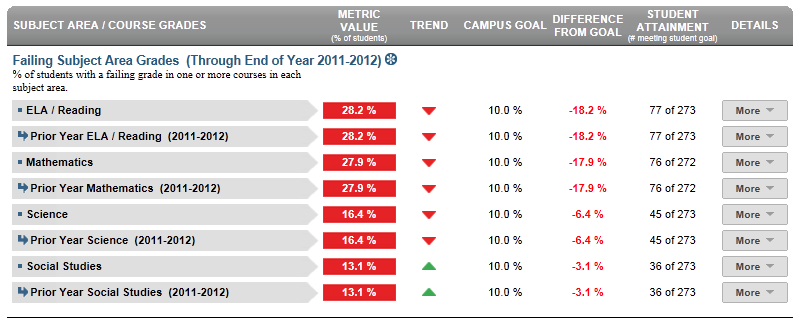 SUBJECT AREA / COURSE GRADES METRIC VALUE (% of students) TREND CAMPUS GOAL DIFFERENCE FROM GOAL STUDENT ATTAINMENT (# meeting student goal) DETAILS
Failing Subject Area Grades (Through End of Year 2011-2012)
% of students with a failing grade in one or more courses in each
subject area.
ELA / Reading 28.2 % 10.0 % -18.2 % 77 of 273 More
Prior Year ELA / Reading (2011-2012) 28.2 % 10.0 % -18.2 % 77 of 273 More
Mathematics 27.9 % 10.0 % -17.9 % 76 of 272 More
Prior Year Mathematics (2011-2012) 27.9 % 10.0 % -17.9 % 76 of 272 More
Science 16.4 % 10.0 % -6.4 % 45 of 273 More
Prior Year Science (2011-2012) 16.4 % 10.0 % -6.4 % 45 of 273 More
Social Studies 13.1 % 10.0 % -3.1 % 36 of 273 More
Prior Year Social Studies (2011-2012) 13.1 % 10.0 % -3.1 % 36 of 273 More